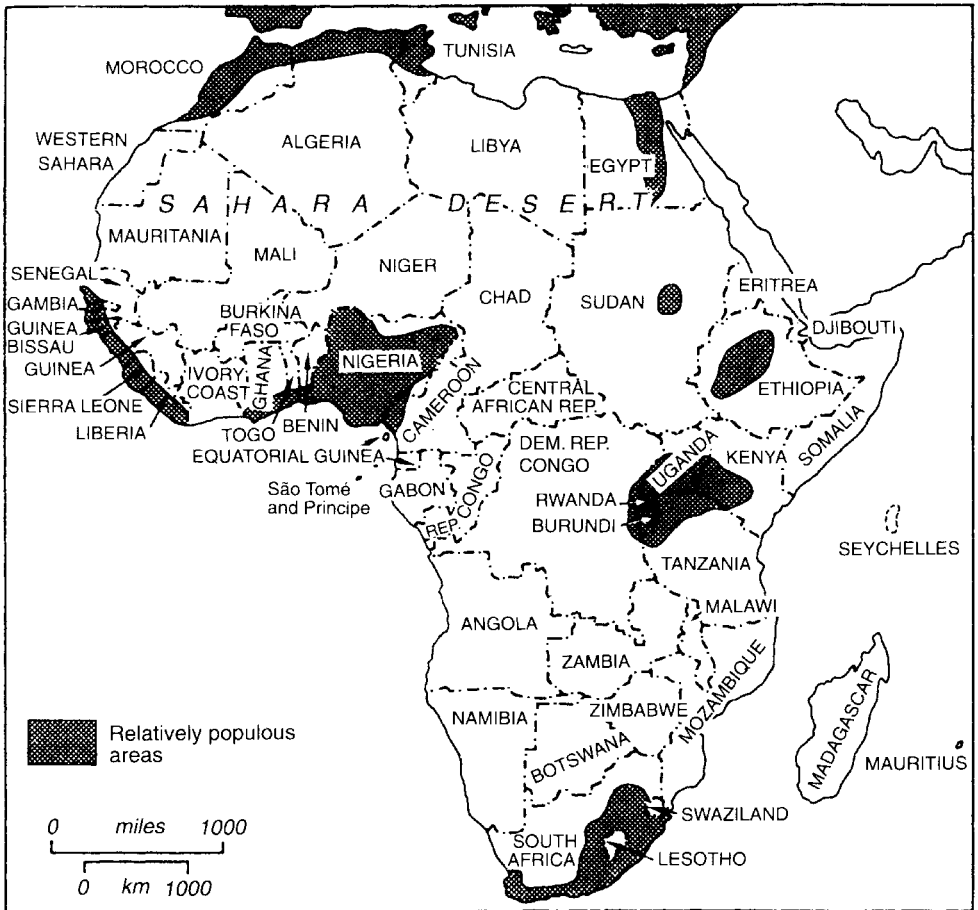 TUNISIA
MOROCCO
ALGERIA
LIBYA
EGYPT
WESTERN
SAHARA
SAHARA DESERT
MAURITANIA
MALI
NIGER
CHAD
SUDAN
ERITREA
DJIBOUTI
SENEGAL
GAMBIA
GUINEA
BISSAU
GUINEA
SIERRA LEONE
LIBERIA
BURKINA
FASO
IVORY
COAST
GHANA
TOGO
BENIN
NIGERIA
CAMEROON
CENTRAL
AFRICAN REP.
ETHIOPIA
SOMALIA
EQUATORIAL GUINEA
São Tomé
and Principe
GABON
REP. CONGO
DEM. REP.
CONGO
UGANDA
KENYA
RWANDA
BURUNDI
TANZANIA
SEYCHELLES
ANGOLA
ZAMBIA
MALAWI
MOZAMBIQUE
NAMIBIA
ZIMBABWE
BOTSWANA
MADAGASCAR
MAURITIUS
SWAZILAND
SOUTH
AFRICA
LESOTHO
Relatively populous
areas
0 miles 1000
0 km 1000